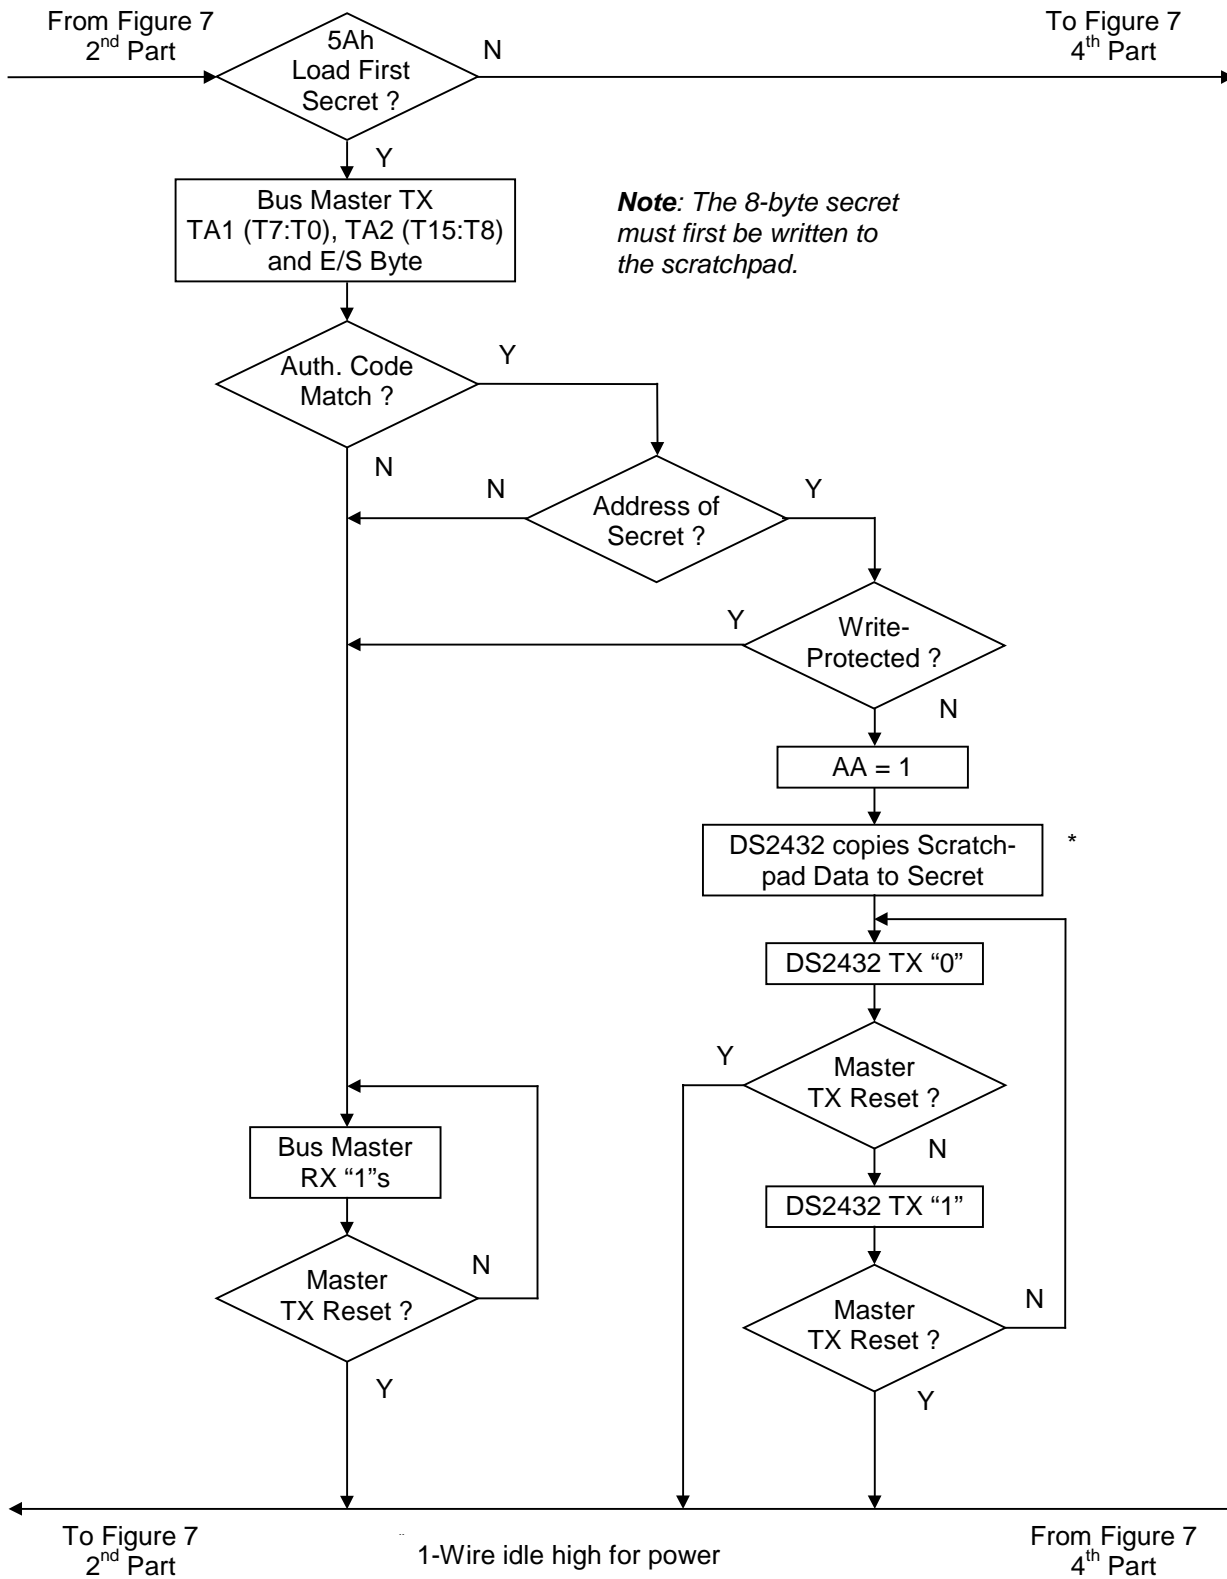 From Figure 7
2nd Part
To Figure 7
4th Part
5Ah
Load First
Secret ?
N
Y
Bus Master TX
TA1 (T7:T0), TA2 (T15:T8)
and E/S Byte
Note: The 8-byte secret
must first be written to
the scratchpad.
Auth. Code
Match ?
Y
N
Address of
Secret ?
N
Y
Write-
Protected ?
Y
N
AA = 1
DS2432 copies Scratch-
pad Data to Secret
*
DS2432 TX “0”
Master
TX Reset ?
Y
N
DS2432 TX “1”
Master
TX Reset ?
N
Y
Bus Master
RX “1”s
Master
TX Reset ?
N
Y
To Figure 7
2nd Part
1-Wire idle high for power
From Figure 7
4th Part